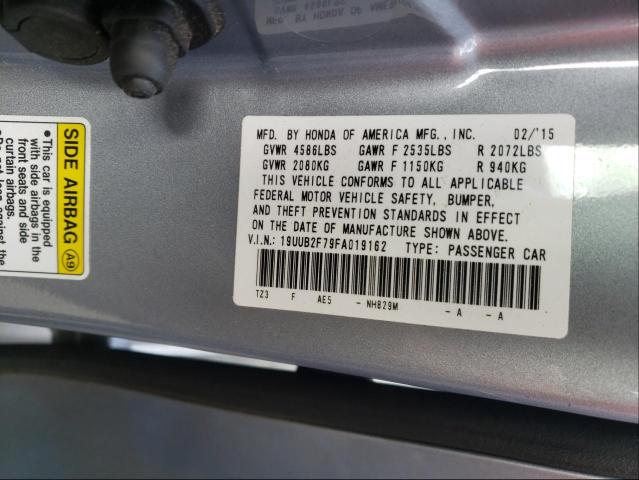 MFD. BY HONDA OF AMERICA MFG., INC. 02/'15
GVWR 4586LBS GAWR F 2535LBS R 2072LBS
GVWR 2080KG GAWR F 1150KG R 940KG
THIS VEHICLE CONFORMS TO ALL APPLICABLE
FEDERAL MOTOR VEHICLE SAFETY, BUMPER,
AND THEFT PREVENTION STANDARDS IN EFFECT
ON THE DATE OF MANUFACTURE SHOWN ABOVE.
V.I.N.: 19UUB2F79FA019162 TYPE: PASSENGER CAR
TZ3 F AE5 - NH829M - A - A
SIDE AIRBAG A9
•This car is equipped
with side airbags in the
front seats and side
curtain airbags.
against the